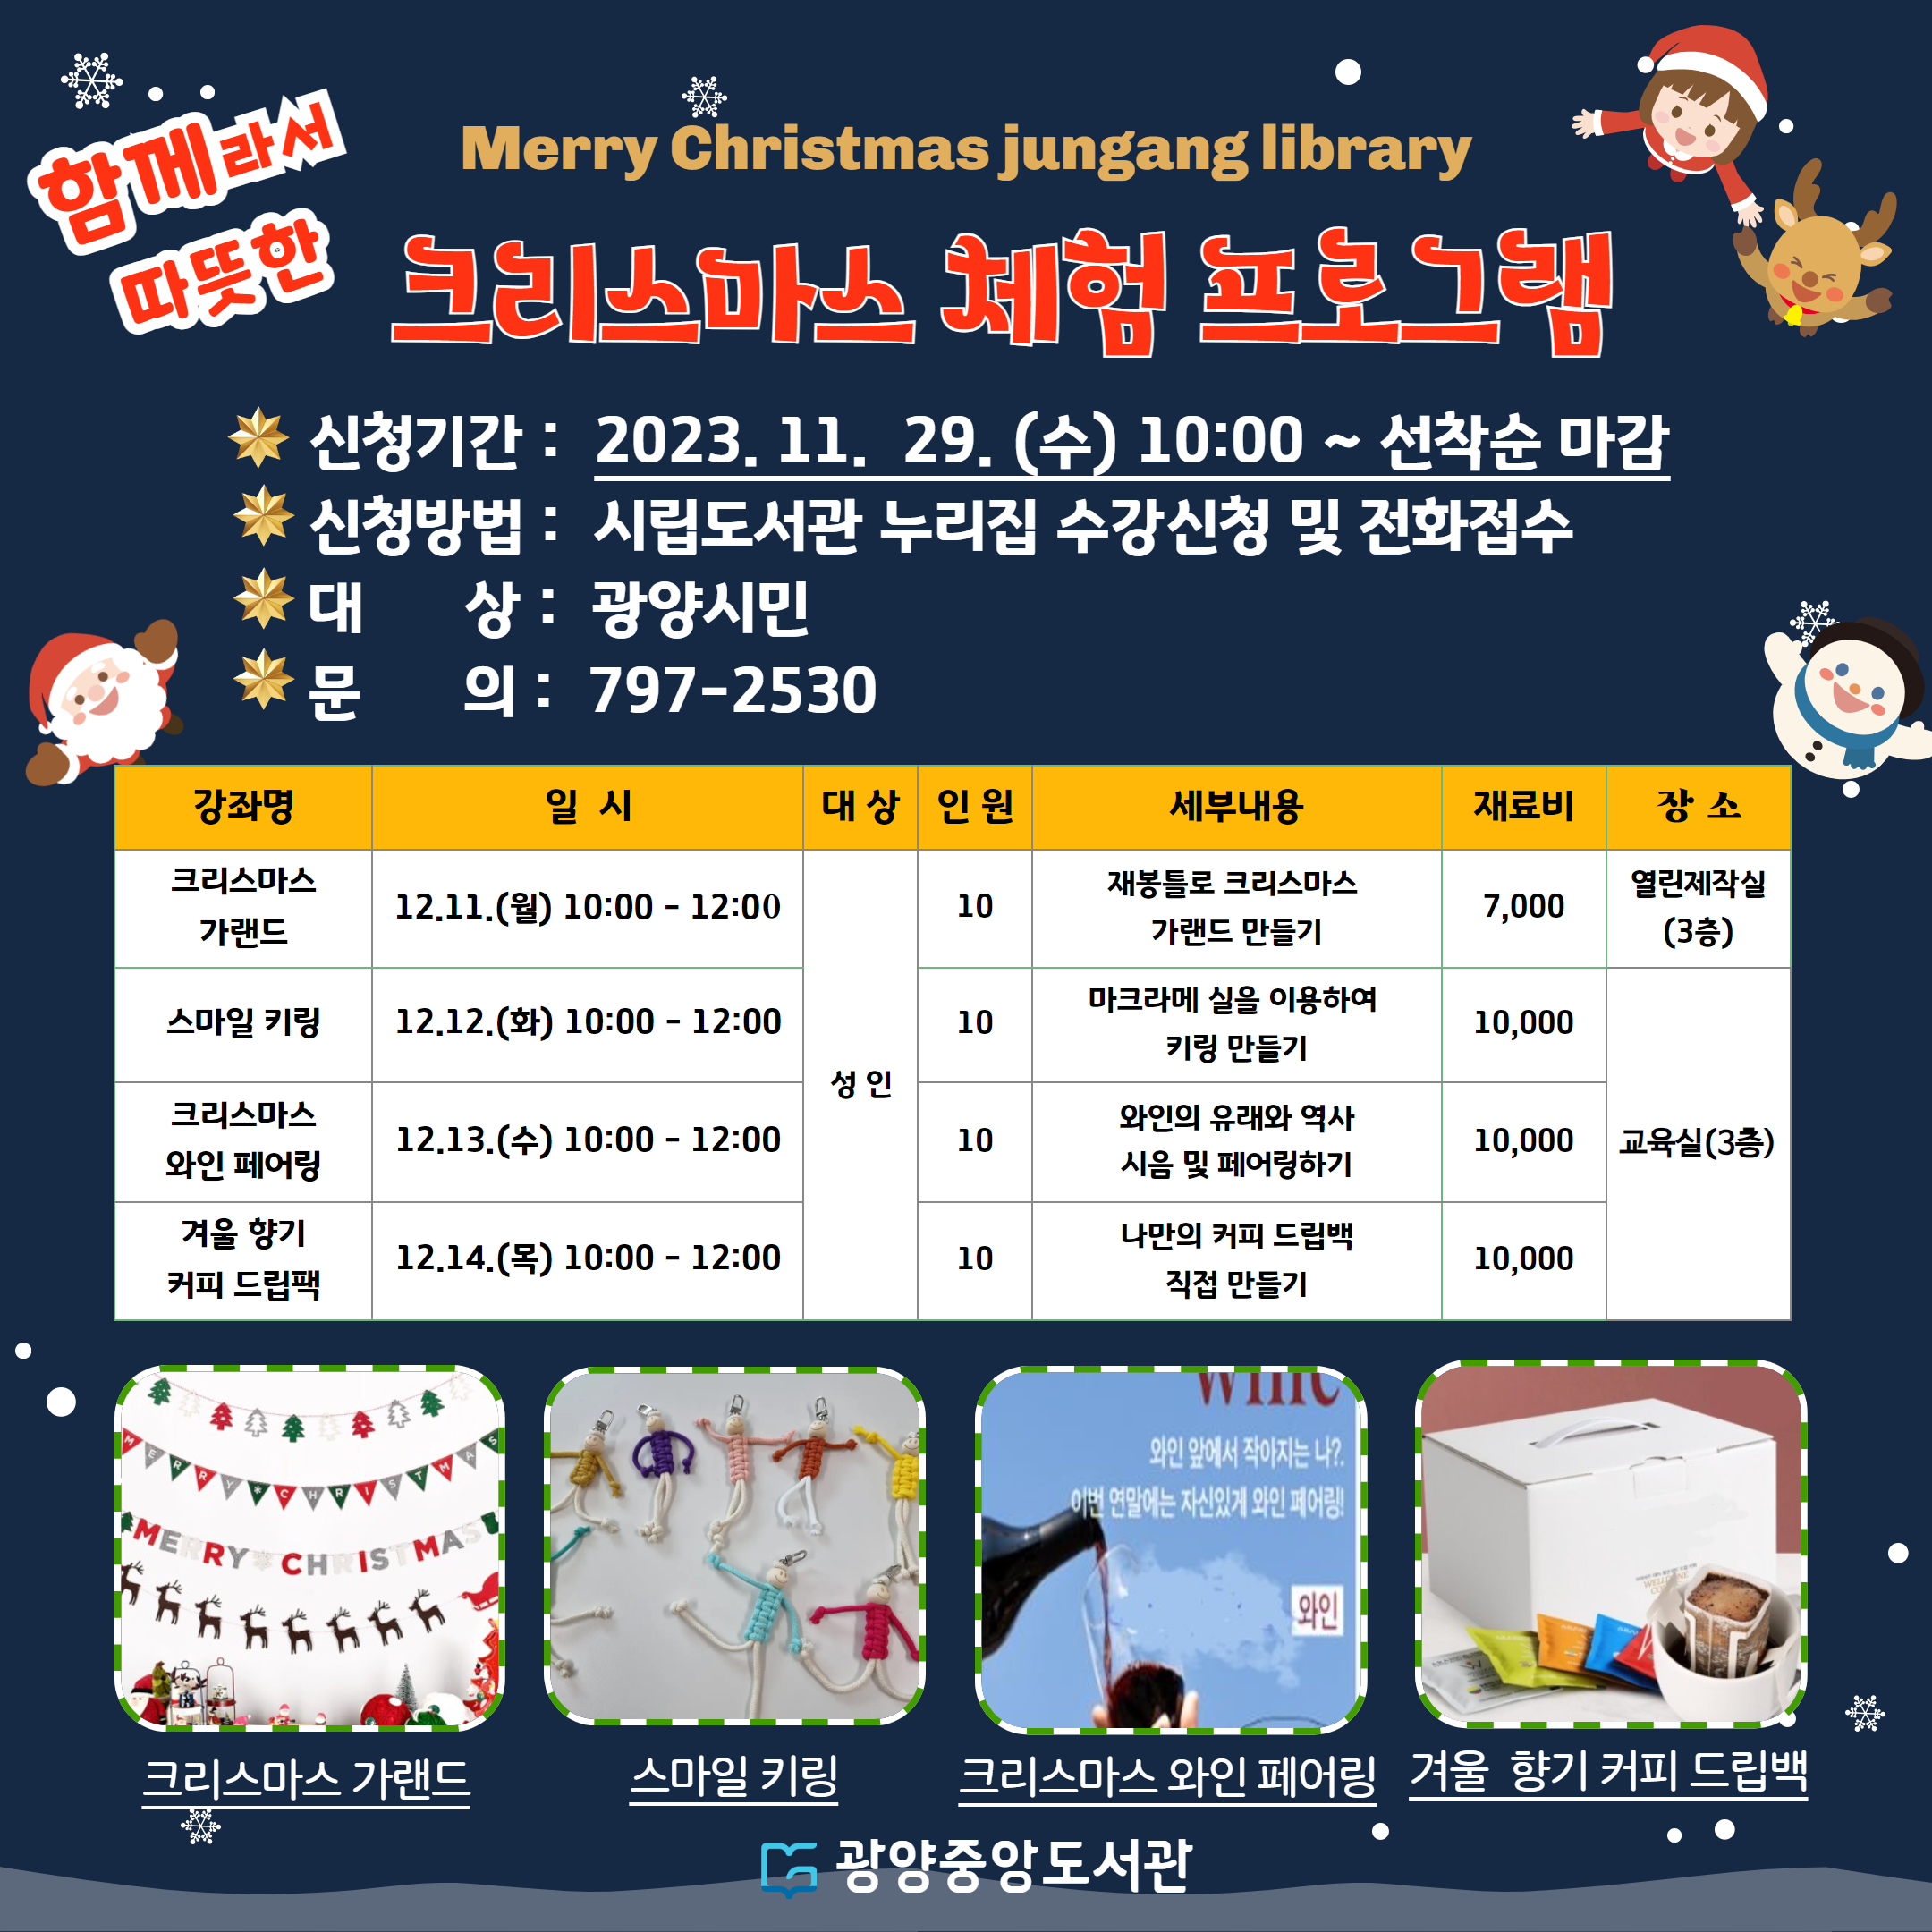 함께라서
따뜻한
Merry Christmas jungang library
크리스마스 체험 프로그램
신청기간 : 2023. 11. 29. (수) 10:00 ~ 선착순 마감
신청방법 : 시립도서관 누리집 수강신청 및 전화접수
대 상 : 광양시민
문 의 : 797-2530
강좌명 일 시 대 상 인 원 세부내용 재료비 장 소
크리스마스
가랜드
12.11.(월) 10:00 - 12:00
성 인
10
재봉틀로 크리스마스
가랜드 만들기
7,000
열린제작실
(3층)
스마일 키링
12.12.(화) 10:00 - 12:00
10
마크라메 실을 이용하여
키링 만들기
10,000
교육실(3층)
크리스마스
와인 페어링
12.13.(수) 10:00 - 12:00
10
와인의 유래와 역사
시음 및 페어링하기
10,000
겨울 향기
커피 드립팩
12.14.(목) 10:00 - 12:00
10
나만의 커피 드립백
직접 만들기
10,000
MERRY*CHRISTMAS
MERRY*CHRISTMAS
wine
와인 앞에서 작아지는 나?.
이번 연말에는 자신있게 와인 페어링!
와인
크리스마스 가랜드
스마일 키링
크리스마스 와인 페어링
겨울 향기 커피 드립백
광양중앙도서관